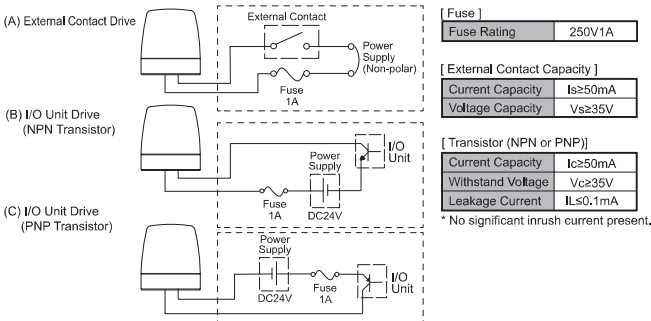 (A) External Contact Drive
External Contact
Power
Supply
(Non-polar)
Fuse
1A
(B) I/O Unit Drive
(NPN Transistor)
I/O
Unit
Power
Supply
Fuse
1A
DC24V
(C) I/O Unit Drive
(PNP Transistor)
Power
Supply
DC24V
Fuse
1A
I/O
Unit
[ Fuse ]
Fuse Rating 250V1A
[ External Contact Capacity ]
Current Capacity Is≥50mA
Voltage Capacity Vs≥35V
[ Transistor (NPN or PNP)]
Current Capacity Ic≥50mA
Withstand Voltage Vc≥35V
Leakage Current IL≤0.1mA
* No significant inrush current present.